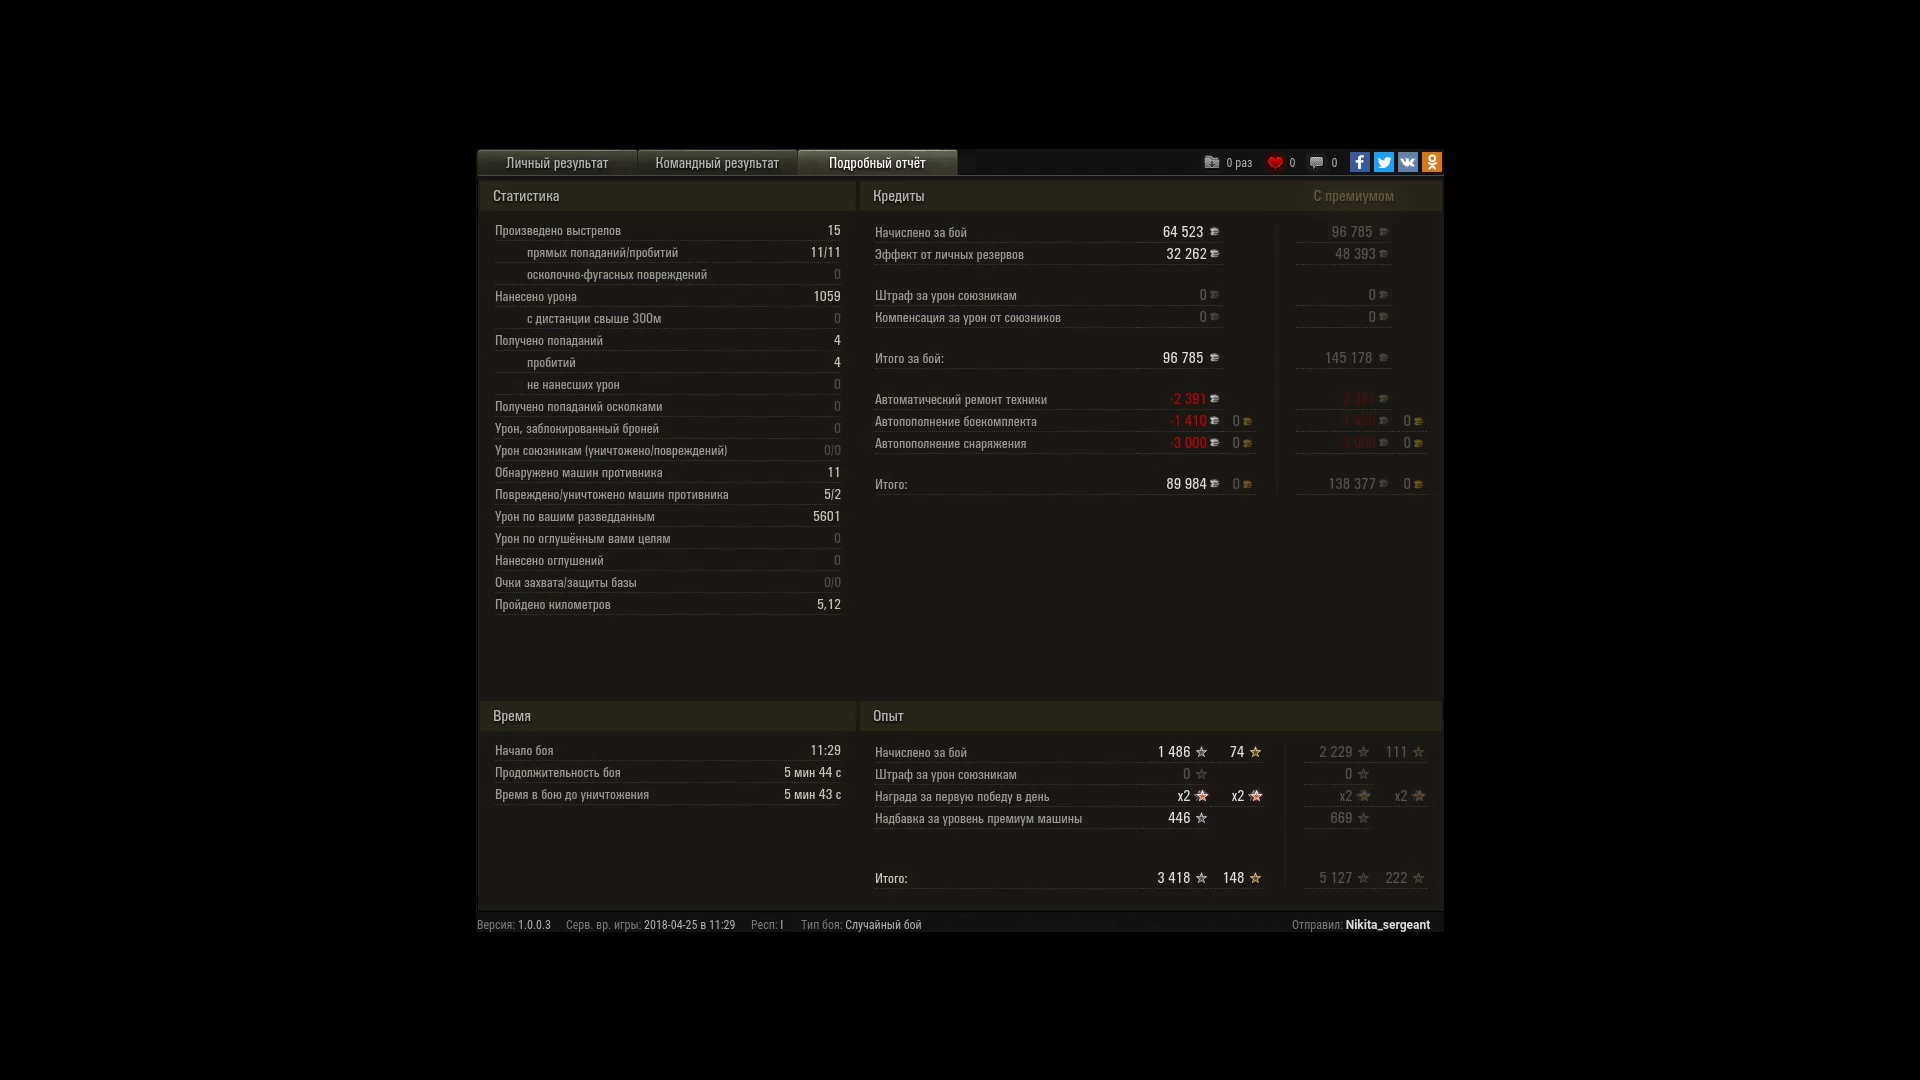 Личный результат Командный результат Подробный отчёт 0 раз 0 0
Статистика
Произведено выстрелов 15
прямых попаданий/пробитий 11/11
осколочно-фугасных повреждений 0
Нанесено урона 1059
с дистанции свыше 300м 0
Получено попаданий 4
пробитий 4
не нанесших урон 0
Получено попаданий осколками 0
Урон, заблокированный броней 0
Урон союзникам (уничтожено/повреждений) 0/0
Обнаружено машин противника 11
Повреждено/уничтожено машин противника 5/2
Урон по вашим разведданным 5601
Урон по оглушённым вами целям 0
Нанесено оглушений 0
Очки захвата/защиты базы 0/0
Пройдено километров 5,12
Кредиты С премиумом
Начислено за бой 64 523 96 785
Эффект от личных резервов 32 262 48 393
Штраф за урон союзникам 0 0
Компенсация за урон от союзников 0 0
Итого за бой: 96 785 145 178
Автоматический ремонт техники -2 391 -2 391
Автопополнение боекомплекта -1 410 0 -1 410 0
Автопополнение снаряжения -3 000 0 -3 000 0
Итого: 89 984 0 138 377 0
Время
Начало боя 11:29
Продолжительность боя 5 мин 44 с
Время в бою до уничтожения 5 мин 43 с
Опыт
Начислено за бой 1 486 74 2 229 111
Штраф за урон союзникам 0 0
Награда за первую победу в день x2 x2 x2 x2
Надбавка за уровень премиум машины 446 669
Итого: 3 418 148 5 127 222
Версия: 1.0.0.3 Серв. вр. игры: 2018-04-25 в 11:29 Респ: I Тип боя: Случайный бой Отправил: Nikita_sergeant